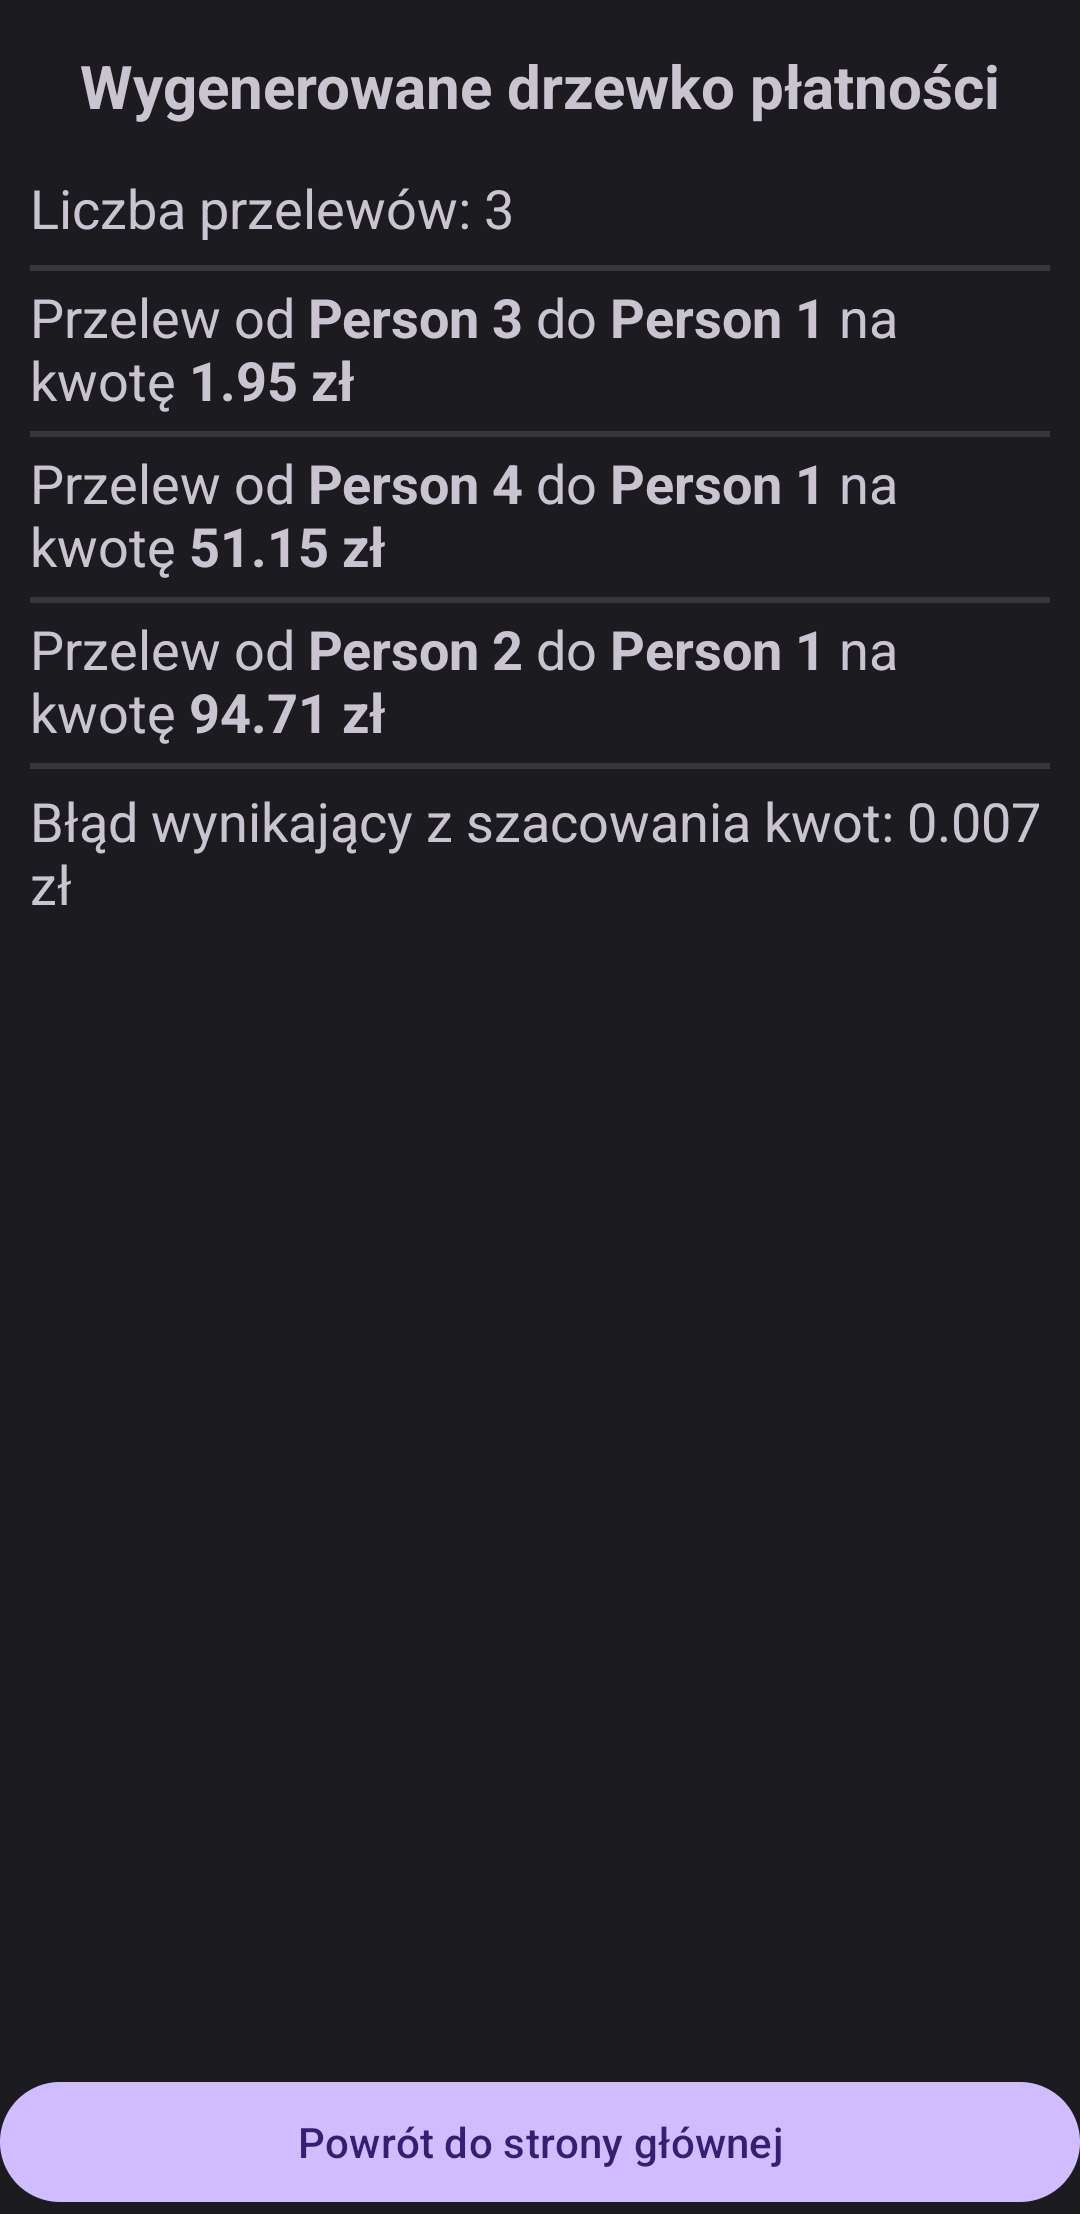 Wygenerowane drzewko płatności
Liczba przelewów: 3
Przelew od Person 3 do Person 1 na
kwotę 1.95 zł
Przelew od Person 4 do Person 1 na
kwotę 51.15 zł
Przelew od Person 2 do Person 1 na
kwotę 94.71 zł
Błąd wynikający z szacowania kwot: 0.007
zł
Powrót do strony głównej